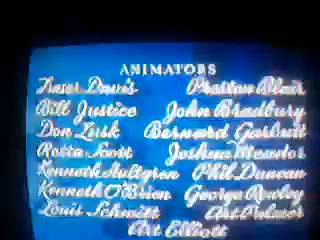 ANIMATORS
Fraser Davis Preston Blair
Bill Justice John Bradbury
Don Lusk Bernard Garbutt
Retta Scott Joshua Meador
Kenneth Hultgren Phil Duncan
Kenneth O'Brien George Rowley
Louis Schmitt Art Palmer
Art Elliott